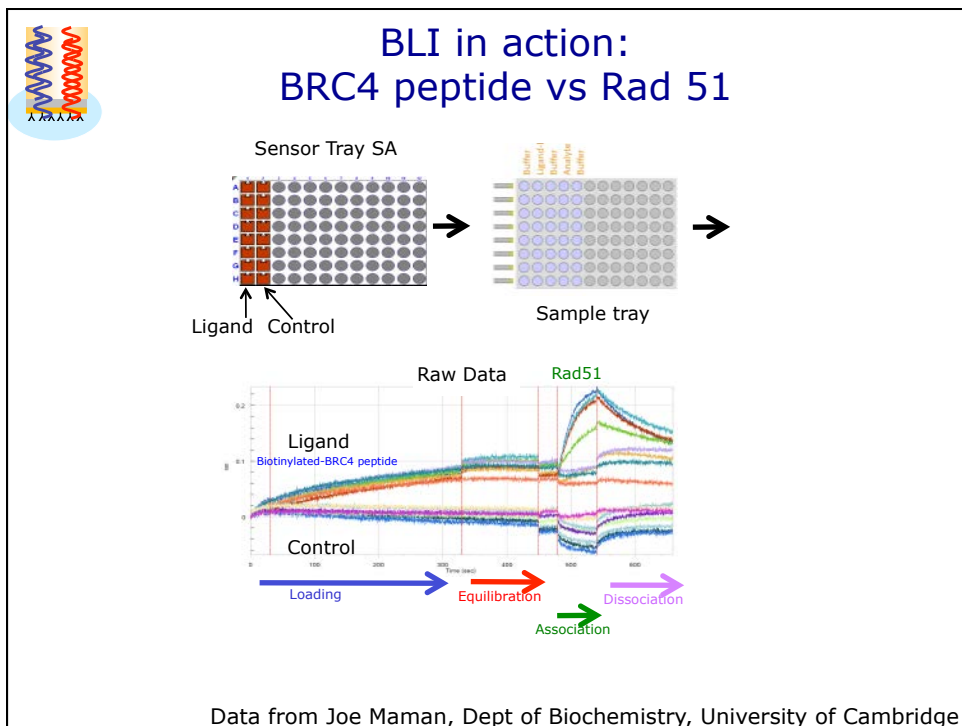 BLI in action:
BRC4 peptide vs Rad 51
Sensor Tray SA
Buffer
Ligand-I
Buffer
Analyte
Buffer
A
B
C
D
E
F
G
H
Ligand Control
Sample tray
Raw Data
Rad51
0.2
0.1
0
Ligand
Biotinylated-BRC4 peptide
Control
0 100 200 300 400 500 600
Time (sec)
Loading
Equilibration
Dissociation
Association
Data from Joe Maman, Dept of Biochemistry, University of Cambridge